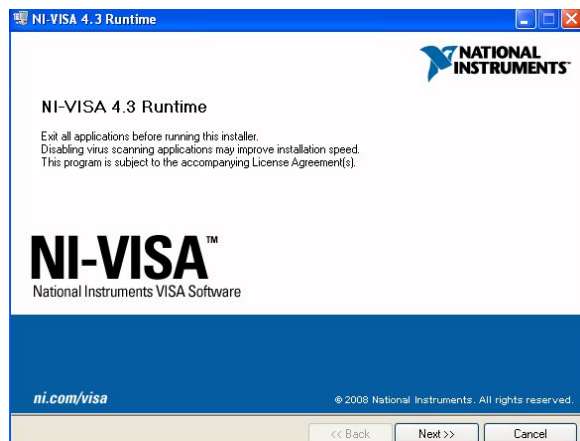 NI-VISA 4.3 Runtime
NATIONAL
INSTRUMENTS™
NI-VISA 4.3 Runtime
Exit all applications before running this installer.
Disabling virus scanning applications may improve installation speed.
This program is subject to the accompanying License Agreement(s).
NI-VISA™
National Instruments VISA Software
ni.com/visa
© 2008 National Instruments. All rights reserved.
<< Back
Next >>
Cancel